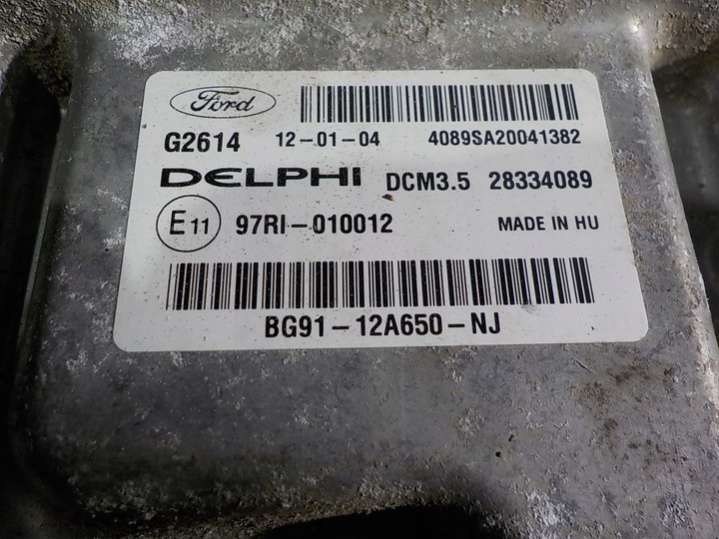 Ford
G2614 12-01-04 4089SA20041382
DELPHI DCM3.5 28334089
E11 97RI-010012 MADE IN HU
BG91-12A650-NJ